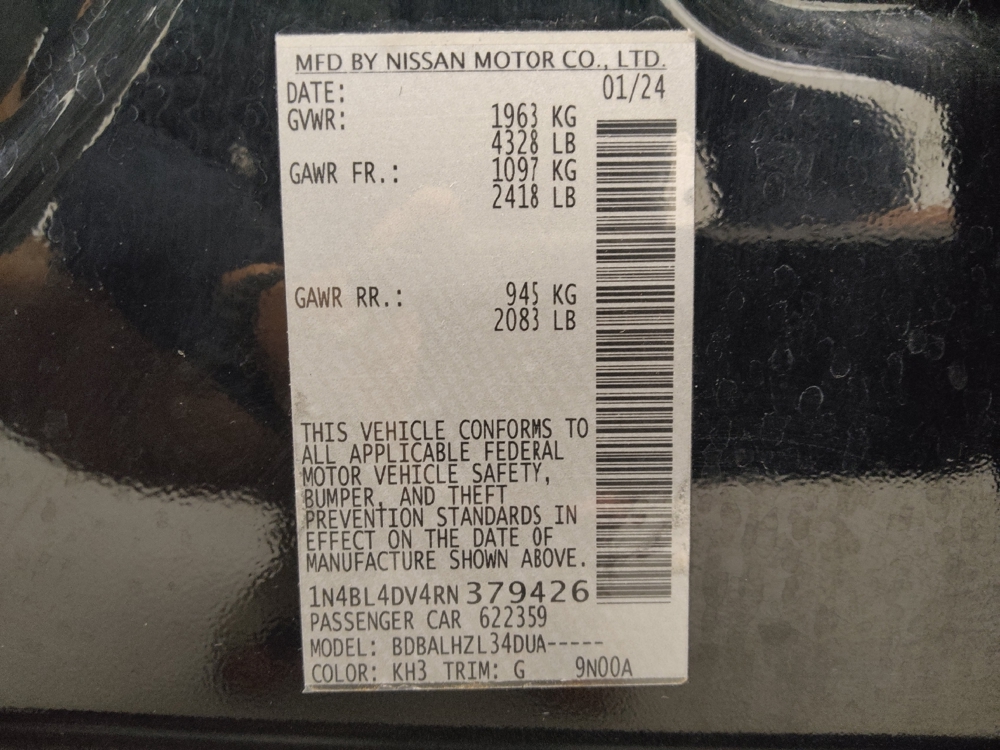 MFD BY NISSAN MOTOR CO., LTD.
DATE: 01/24
GVWR: 1963 KG
4328 LB
GAWR FR.: 1097 KG
2418 LB
GAWR RR.: 945 KG
2083 LB
THIS VEHICLE CONFORMS TO
ALL APPLICABLE FEDERAL
MOTOR VEHICLE SAFETY,
BUMPER, AND THEFT
PREVENTION STANDARDS IN
EFFECT ON THE DATE OF
MANUFACTURE SHOWN ABOVE.
1N4BL4DV4RN379426
PASSENGER CAR 622359
MODEL: BDBALHZL34DUA-----
COLOR: KH3 TRIM: G 9N00A